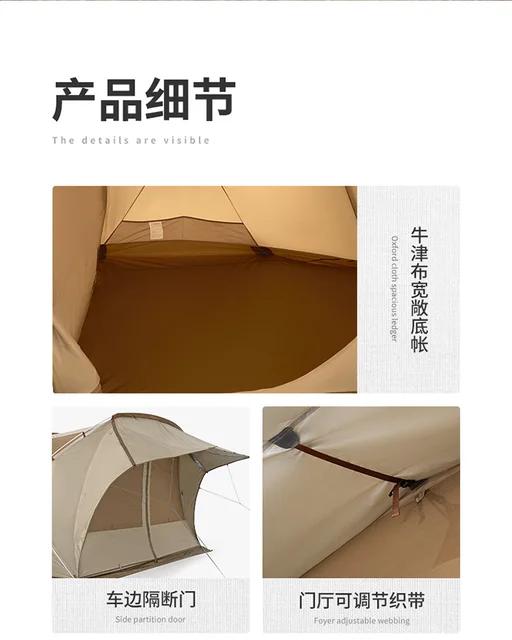 产品细节
The details are visible
牛津布宽敞底帐
Oxford cloth spacious ledger
车边隔断门
Side partition door
门厅可调节织带
Foyer adjustable webbing